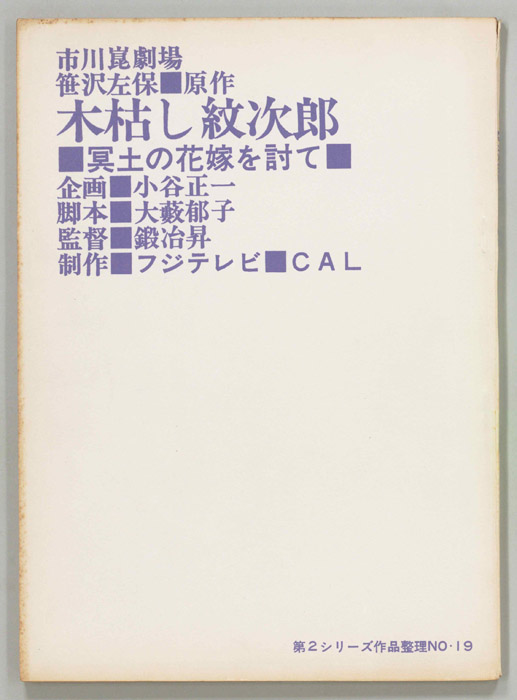 市川崑劇場
笹沢左保■原作
木枯し紋次郎
■冥土の花嫁を討て■
企画■小谷正一
脚本■大藪郁子
監督■鍛冶昇
制作■フジテレビ■CAL
第2シリーズ作品整理NO・19